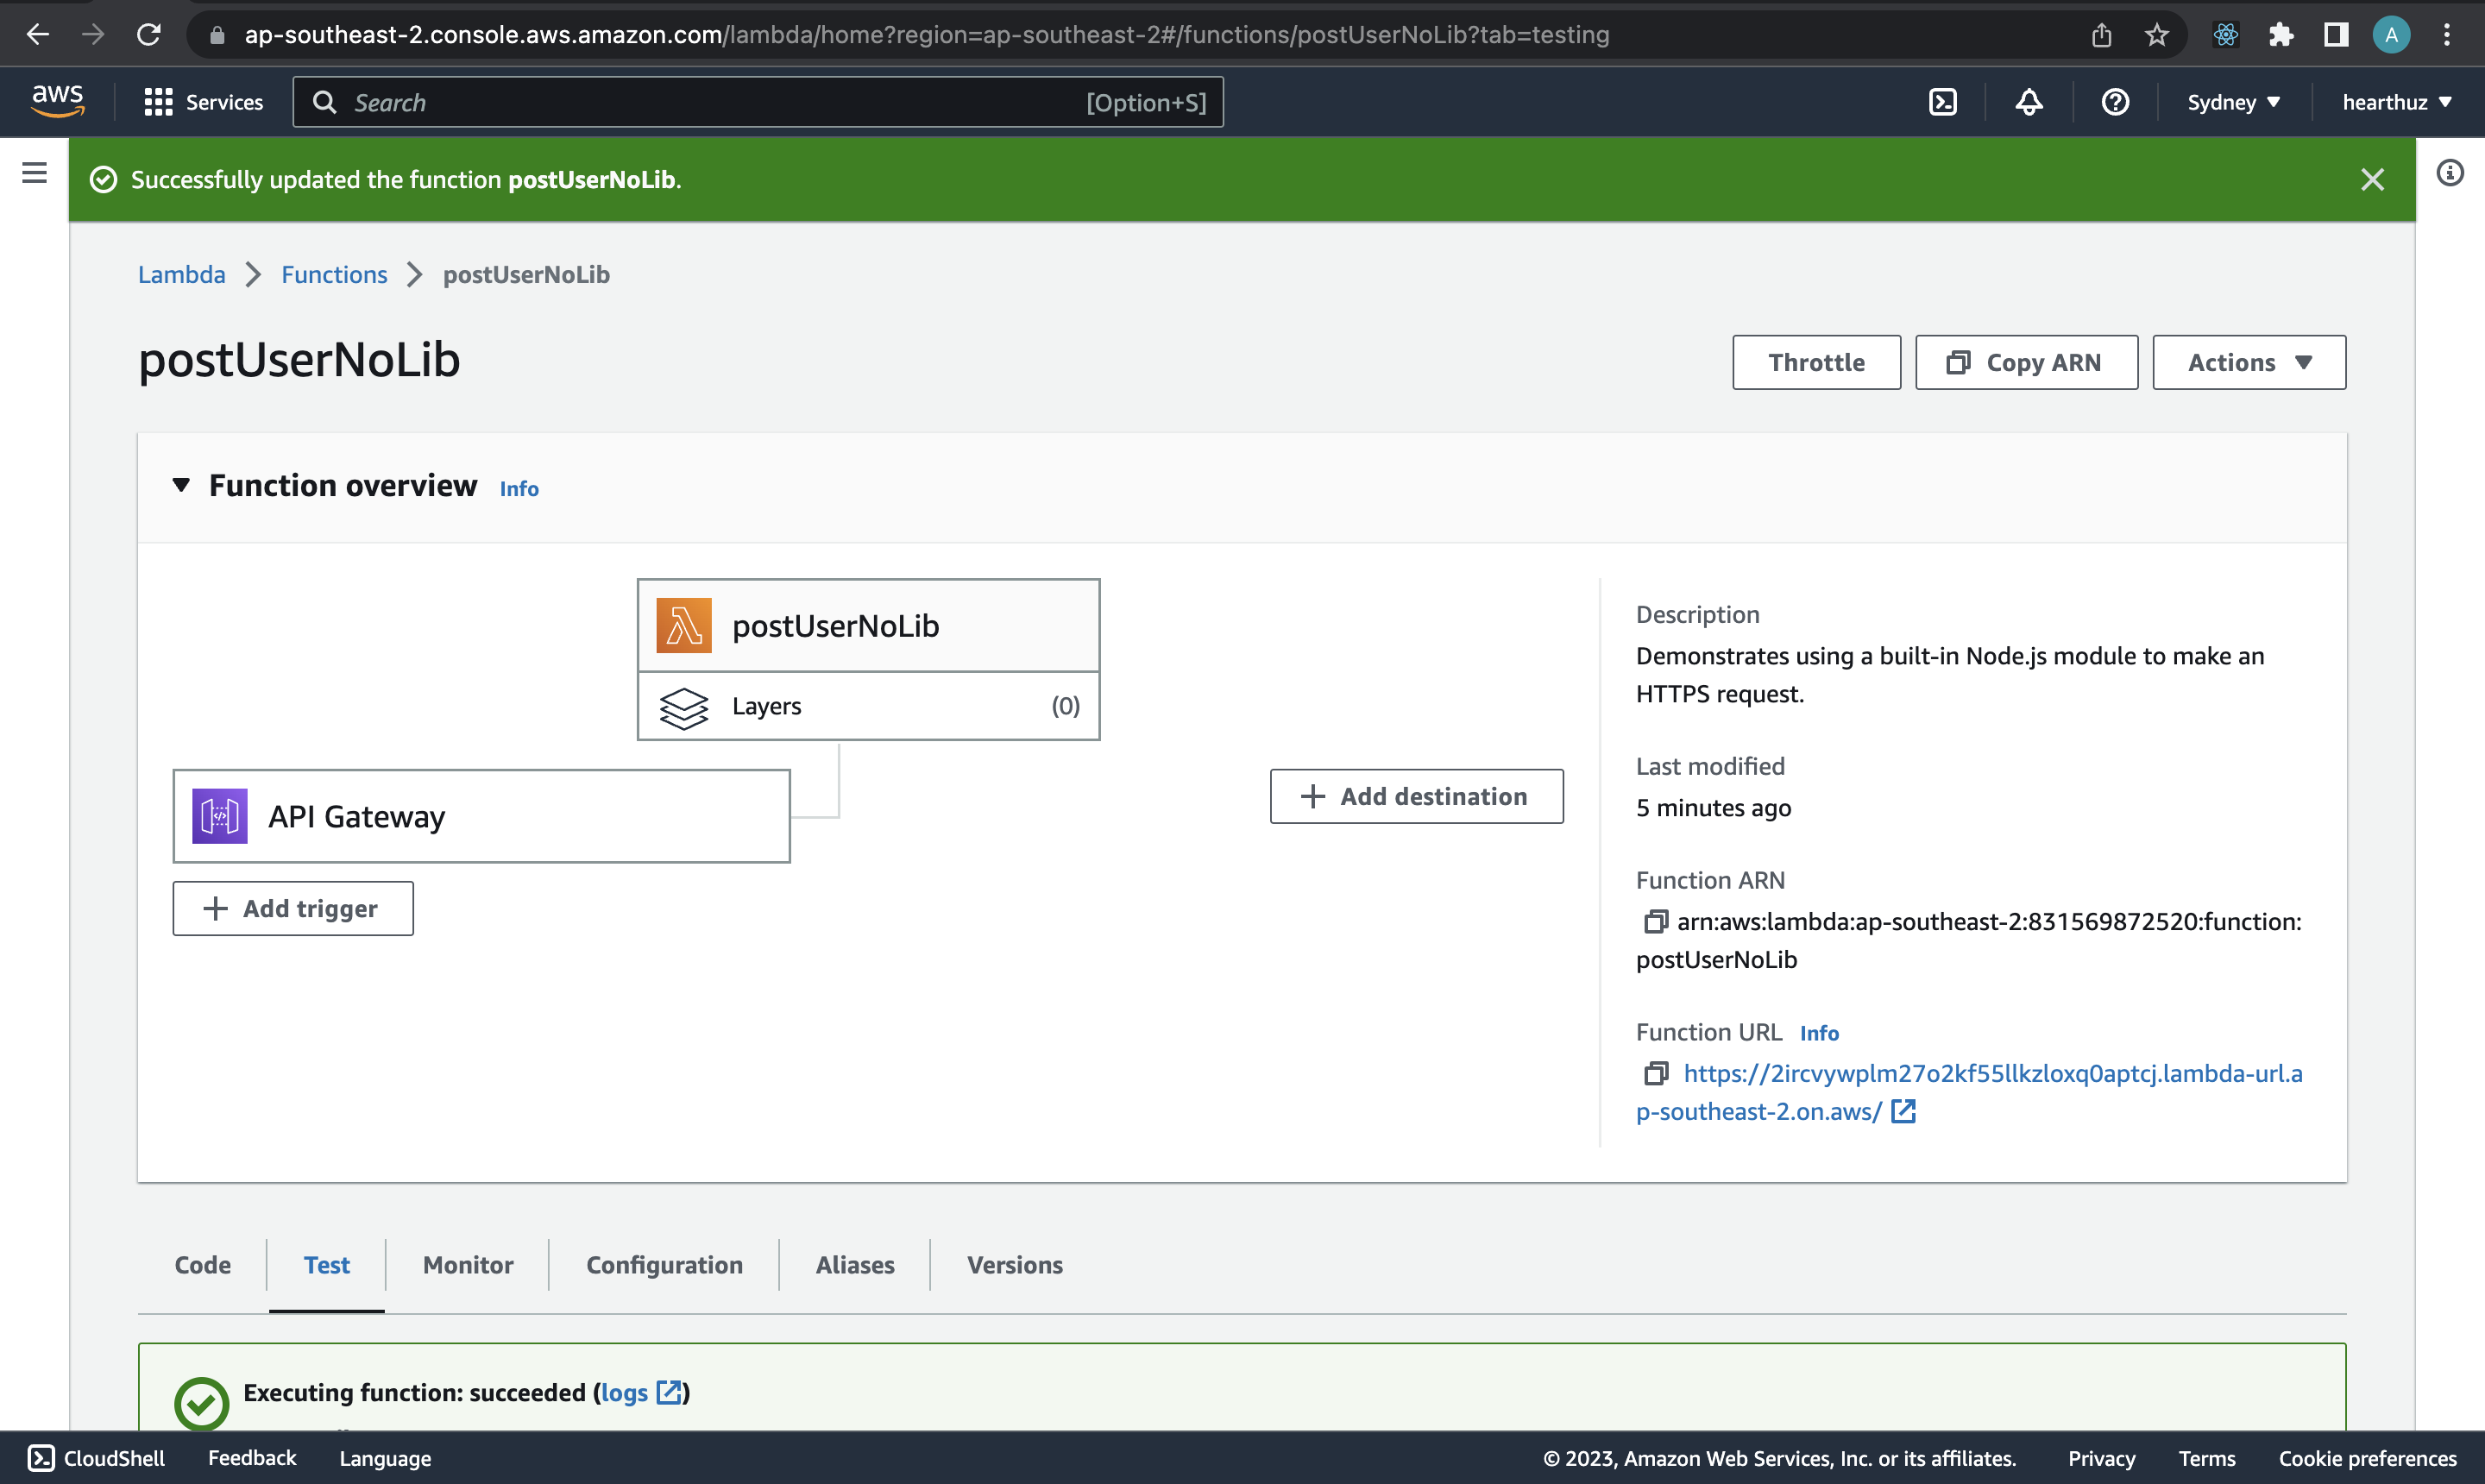 ap-southeast-2.console.aws.amazon.com/lambda/home?region=ap-southeast-2#/functions/postUserNoLib?tab=testing
A
aws
Services
Search
[Option+S]
Sydney
hearthuz
Successfully updated the function postUserNoLib.
Lambda
Functions
postUserNoLib
postUserNoLib
Throttle
Copy ARN
Actions
Function overview
Info
postUserNoLib
Layers
(0)
API Gateway
Add trigger
Add destination
Description
Demonstrates using a built-in Node.js module to make an
HTTPS request.
Last modified
5 minutes ago
Function ARN
arn:aws:lambda:ap-southeast-2:831569872520:function:
postUserNoLib
Function URL Info
https://2ircvywplm27o2kf55llkzloxq0aptcj.lambda-url.a
p-southeast-2.on.aws/
Code
Test
Monitor
Configuration
Aliases
Versions
Executing function: succeeded (logs)
CloudShell
Feedback
Language
© 2023, Amazon Web Services, Inc. or its affiliates.
Privacy
Terms
Cookie preferences